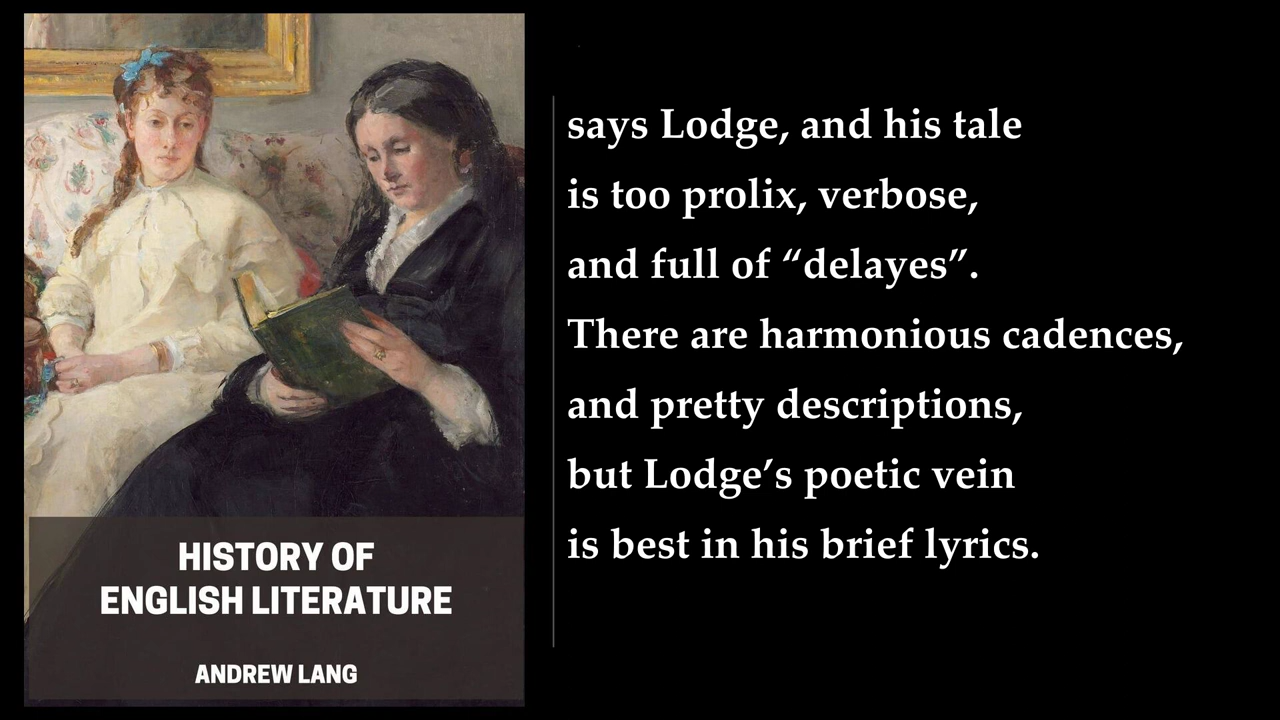 says Lodge, and his tale
is too prolix, verbose,
and full of “delayes”.
There are harmonious cadences,
and pretty descriptions,
but Lodge’s poetic vein
is best in his brief lyrics.
HISTORY OF
ENGLISH LITERATURE
ANDREW LANG